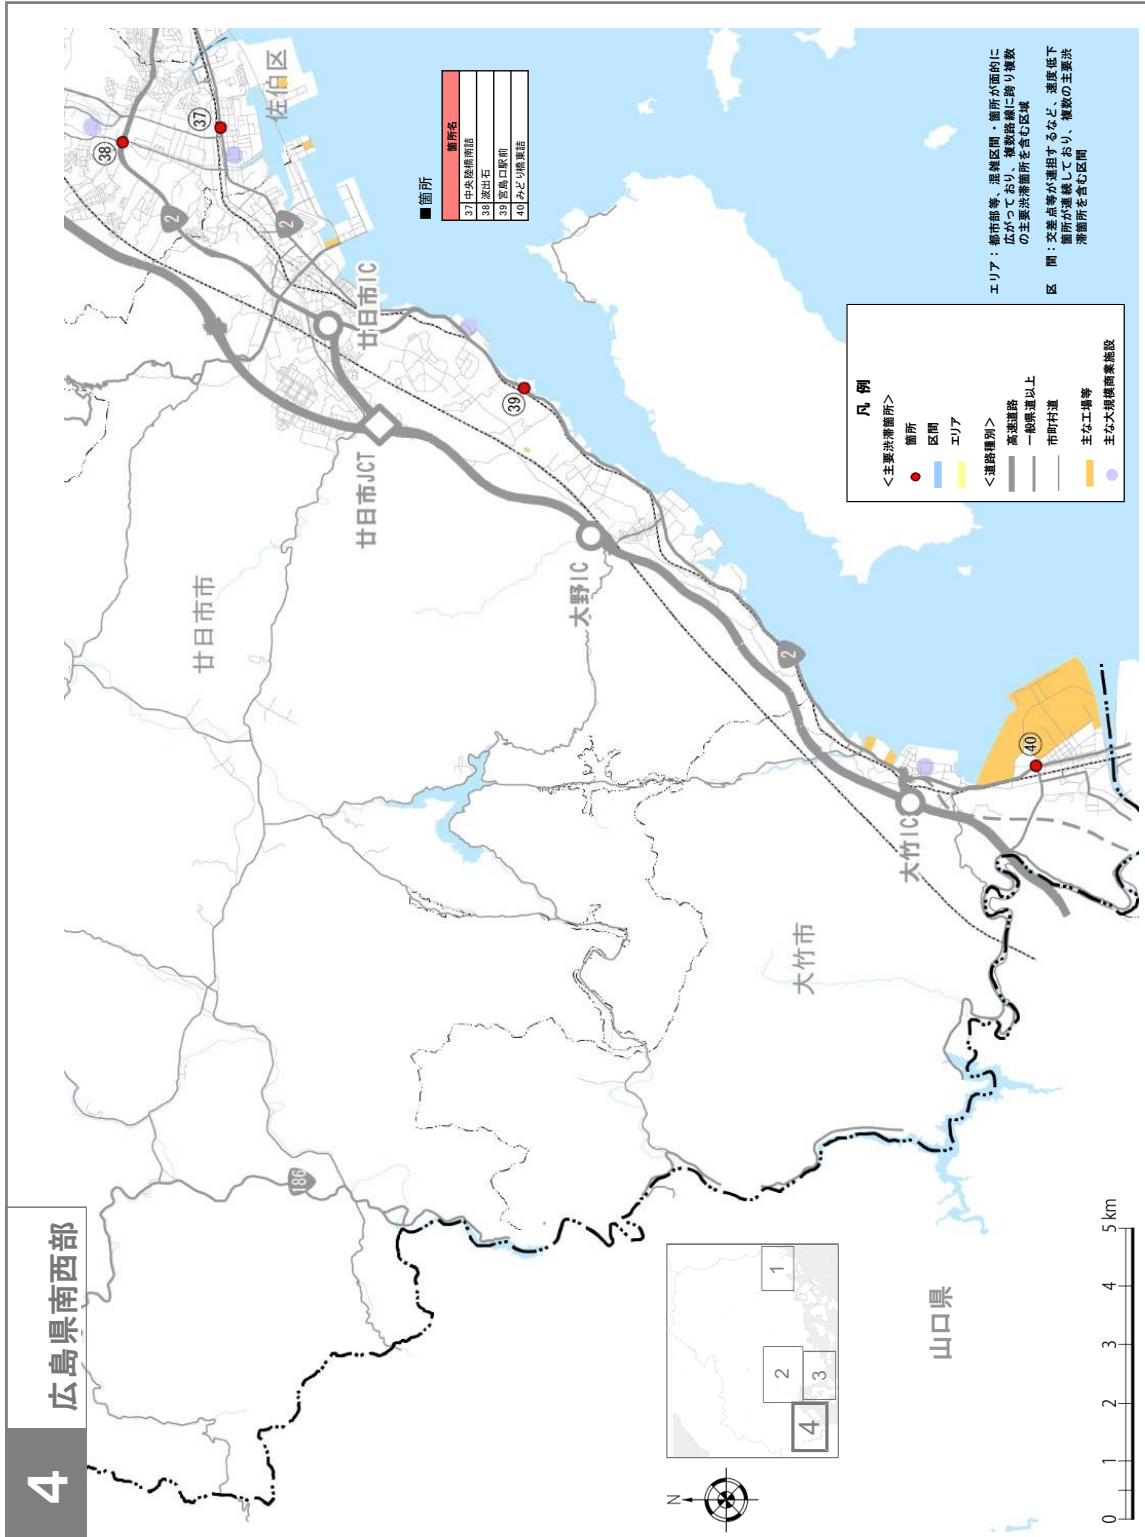 4
広島県南西部
佐伯区
37
38
2
2
廿日市IC
廿日市JCT
廿日市市
39
大野IC
2
40
大竹IC
大竹市
186
山口県
■箇所
箇所名
37 中央陸橋南詰
38 波出石
39 宮島口駅前
40 みどり橋東詰
エリア：都市部等、混雑区間・箇所が面的に
広がっており、複数路線に跨り複数
の主要渋滞箇所を含む区域
区　間：交差点等が連担するなど、速度低下
箇所が連続しており、複数の主要渋
滞箇所を含む区間
凡 例
＜主要渋滞箇所＞
箇所
区間
エリア
＜道路種別＞
高速道路
一般県道以上
市町村道
主な工場等
主な大規模商業施設
N
1
2
3
4
0 1 2 3 4 5km